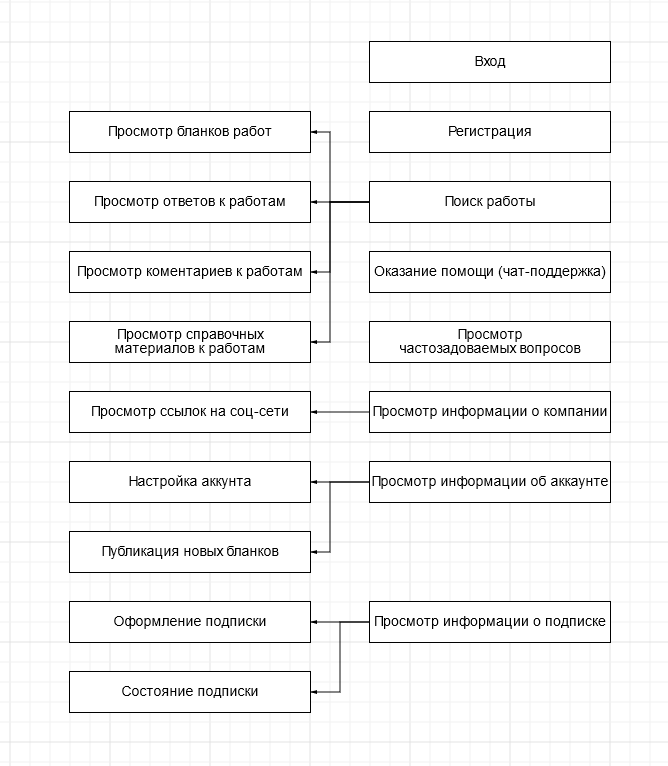 Вход
Просмотр бланков работ
Регистрация
Просмотр ответов к работам
Поиск работы
Просмотр коментариев к работам
Оказание помощи (чат-поддержка)
Просмотр справочных
материалов к работам
Просмотр
частозадоваемых вопросов
Просмотр ссылок на соц-сети
Просмотр информации о компании
Настройка аккунта
Просмотр информации об аккаунте
Публикация новых бланков
Оформление подписки
Просмотр информации о подписке
Состояние подписки